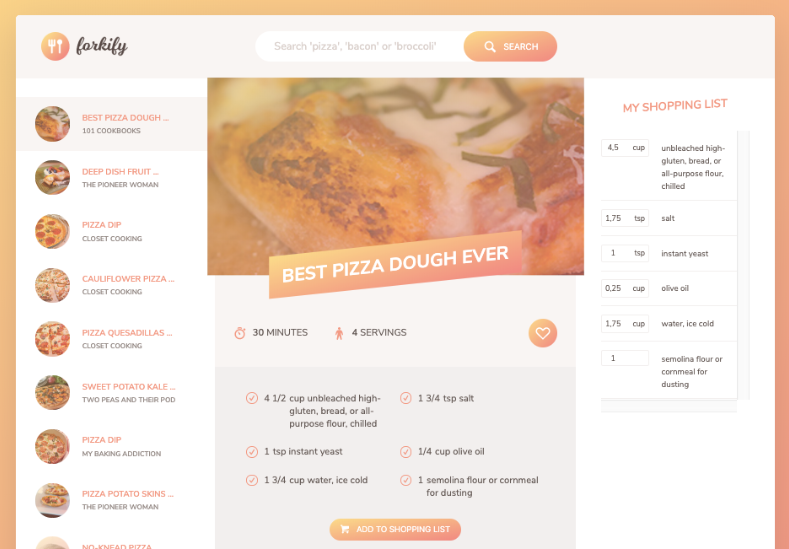 forkify
Search 'pizza', 'bacon' or 'broccoli'
SEARCH
BEST PIZZA DOUGH ...
101 COOKBOOKS
DEEP DISH FRUIT ...
THE PIONEER WOMAN
PIZZA DIP
CLOSET COOKING
CAULIFLOWER PIZZA ...
CLOSET COOKING
PIZZA QUESADILLAS ...
CLOSET COOKING
SWEET POTATO KALE ...
TWO PEAS AND THEIR POD
PIZZA DIP
MY BAKING ADDICTION
PIZZA POTATO SKINS ...
THE PIONEER WOMAN
NO-KNEAD PIZZA
BEST PIZZA DOUGH EVER
30 MINUTES
4 SERVINGS
4 1/2 cup unbleached high-
gluten, bread, or all-
purpose flour, chilled
1 3/4 tsp salt
1 tsp instant yeast
1/4 cup olive oil
1 3/4 cup water, ice cold
1 semolina flour or cornmeal
for dusting
ADD TO SHOPPING LIST
MY SHOPPING LIST
4,5 cup unbleached high-
gluten, bread, or
all-purpose flour,
chilled
1,75 tsp salt
1 tsp instant yeast
0,25 cup olive oil
1,75 cup water, ice cold
1 semolina flour or
cornmeal for
dusting